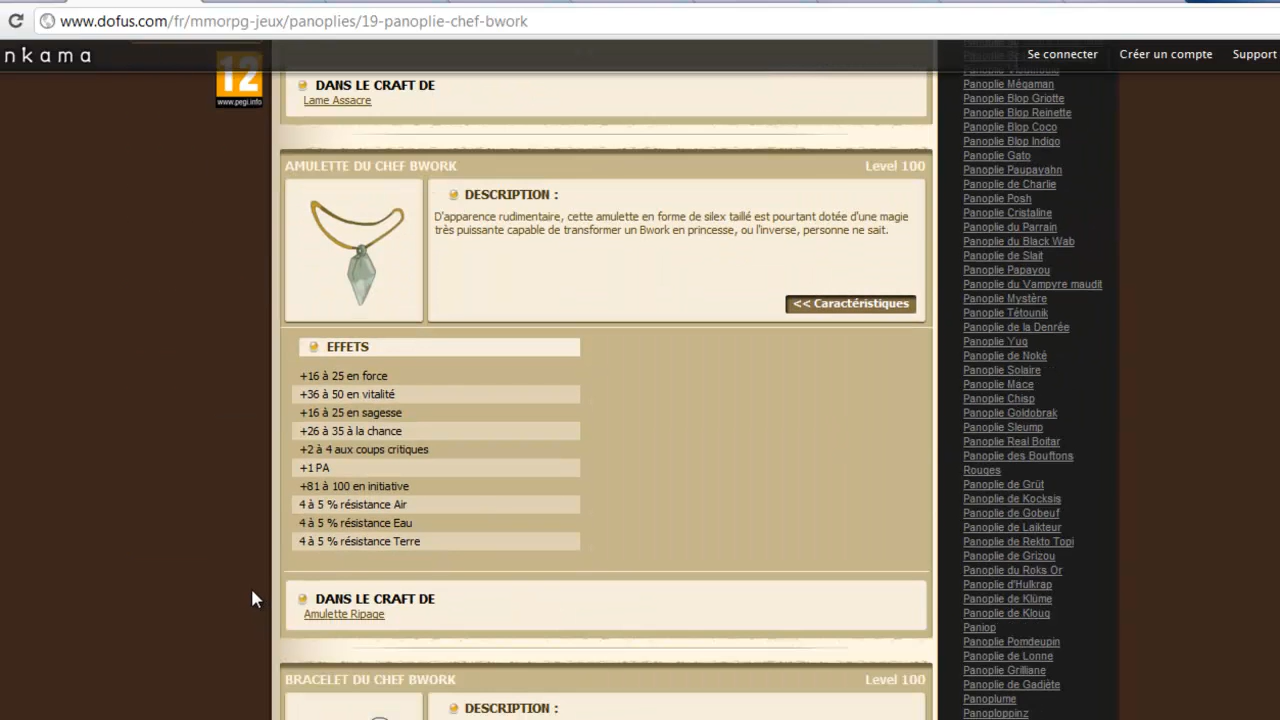 www.dofus.com/fr/mmorpg-jeux/panoplies/19-panoplie-chef-bwork
nkama
Se connecter
Créer un compte
Support
12
www.pegi.info
DANS LE CRAFT DE
Lame Assacre
AMULETTE DU CHEF BWORK
Level 100
DESCRIPTION :
D'apparence rudimentaire, cette amulette en forme de silex taillé est pourtant dotée d'une magie
très puissante capable de transformer un Bwork en princesse, ou l'inverse, personne ne sait.
<< Caractéristiques
EFFETS
+16 à 25 en force
+36 à 50 en vitalité
+16 à 25 en sagesse
+26 à 35 à la chance
+2 à 4 aux coups critiques
+1 PA
+81 à 100 en initiative
4 à 5 % résistance Air
4 à 5 % résistance Eau
4 à 5 % résistance Terre
DANS LE CRAFT DE
Amulette Ripage
BRACELET DU CHEF BWORK
Level 100
DESCRIPTION :
Panoplie Mégaman
Panoplie Blop Griotte
Panoplie Blop Reinette
Panoplie Blop Coco
Panoplie Blop Indigo
Panoplie Gato
Panoplie Paupayahn
Panoplie de Charlie
Panoplie Posh
Panoplie Cristaline
Panoplie du Parrain
Panoplie du Black Wab
Panoplie de Slait
Panoplie Papayou
Panoplie du Vampyre maudit
Panoplie Mystère
Panoplie Tétounik
Panoplie de la Denrée
Panoplie Yug
Panoplie de Noké
Panoplie Solaire
Panoplie Mace
Panoplie Chisp
Panoplie Goldobrak
Panoplie Sleump
Panoplie Real Boitar
Panoplie des Bouffons
Rouges
Panoplie de Grüt
Panoplie de Kocksis
Panoplie de Gobeuf
Panoplie de Laikteur
Panoplie de Rekto Topi
Panoplie de Grizou
Panoplie du Roks Or
Panoplie d'Hulkrap
Panoplie de Klüme
Panoplie de Kloug
Paniop
Panoplie Pomdeupin
Panoplie de Lonne
Panoplie Grilliane
Panoplie de Gadiète
Panoplume
Panoploppinz